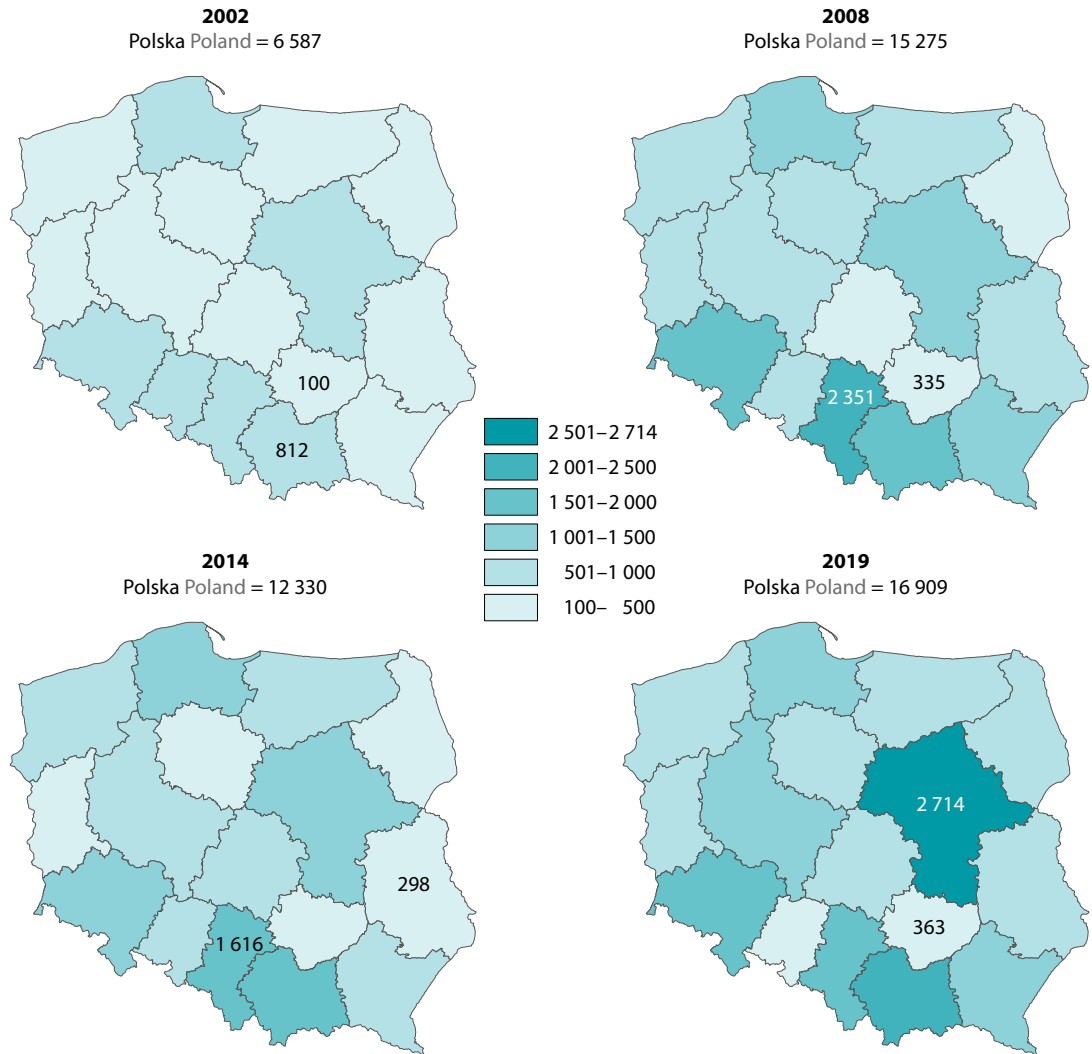 2002
Polska Poland = 6 587
100
812
2008
Polska Poland = 15 275
2 351
335
2 501–2 714
2 001–2 500
1 501–2 000
1 001–1 500
501–1 000
100– 500
2014
Polska Poland = 12 330
298
1 616
2019
Polska Poland = 16 909
2 714
363